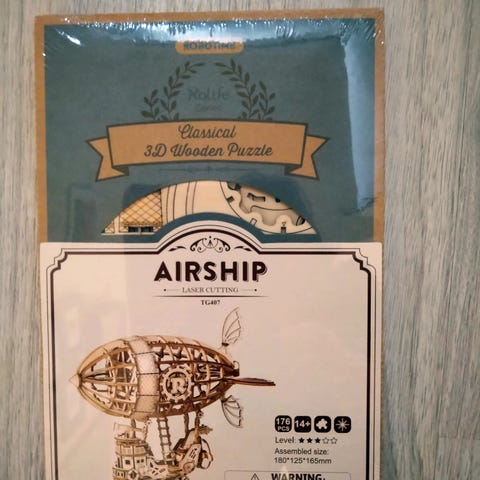 ROBOTIME
Rolife
Classical
3D Wooden Puzzle
AIRSHIP
LASER CUTTING
TG407
R
176
PCS
14+
Level: ★★★☆☆
Assembled size:
180*125*165mm
WARNING: